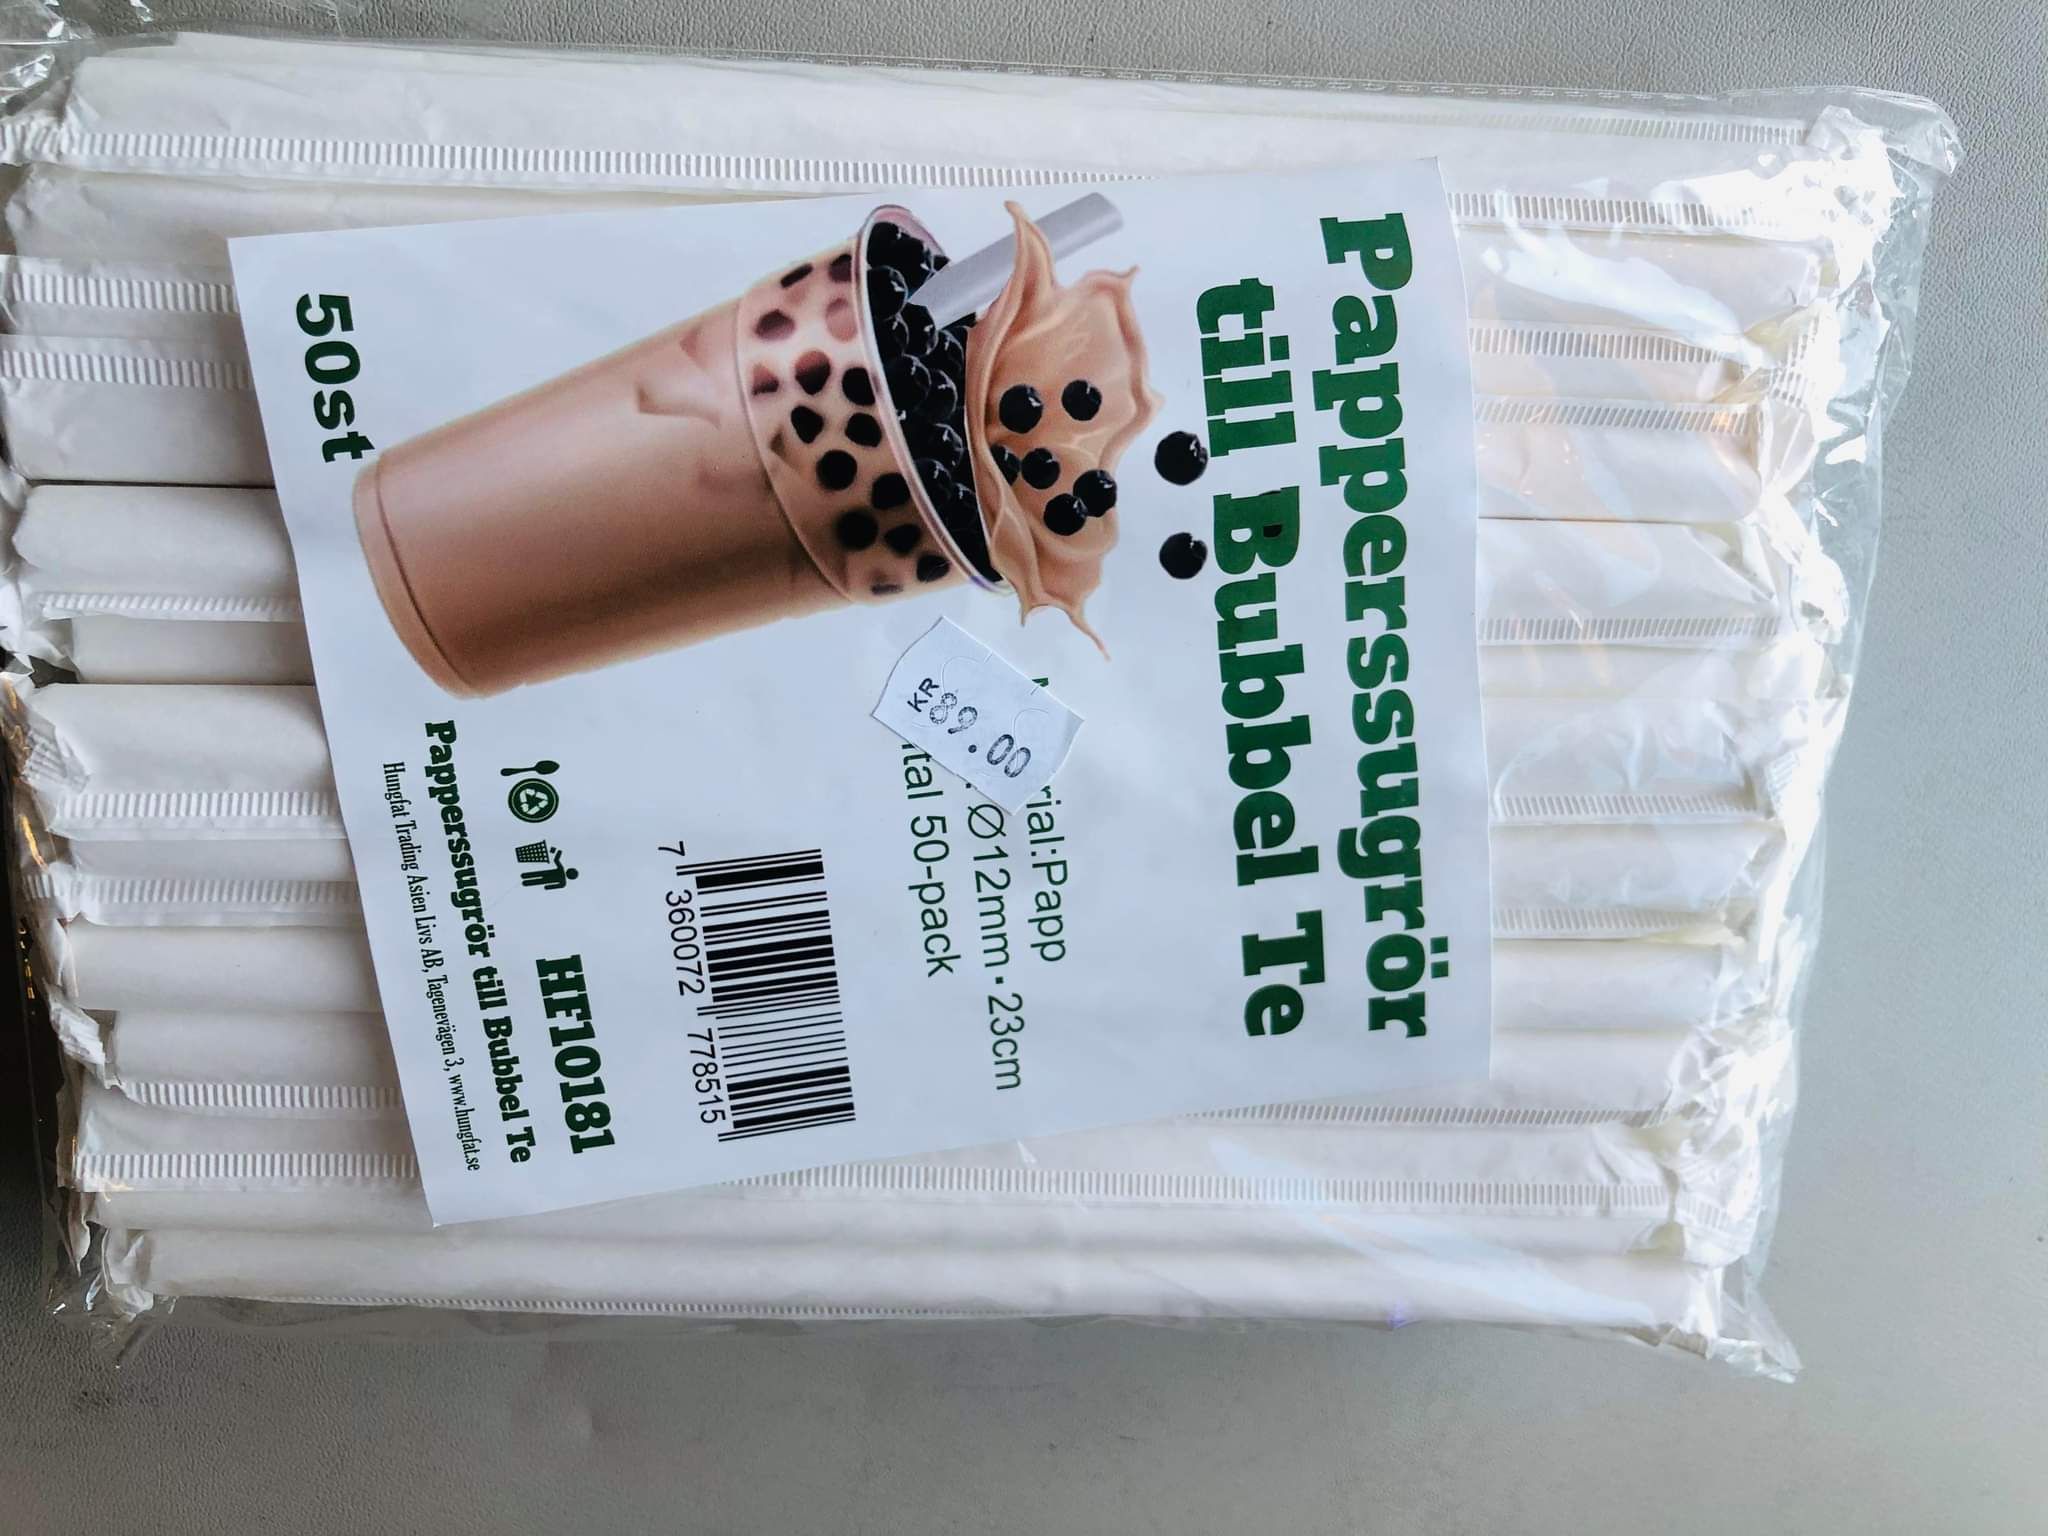 Papperssugrör
till Bubbel Te
rial:Papp
Ø12mm·23cm
tal 50-pack
KR
89.00
7 360072 778515
HF10181
Papperssugrör till Bubbel Te
Hungfat Trading Asien Livs AB, Tagenevägen 3, www.hungfat.se
50st